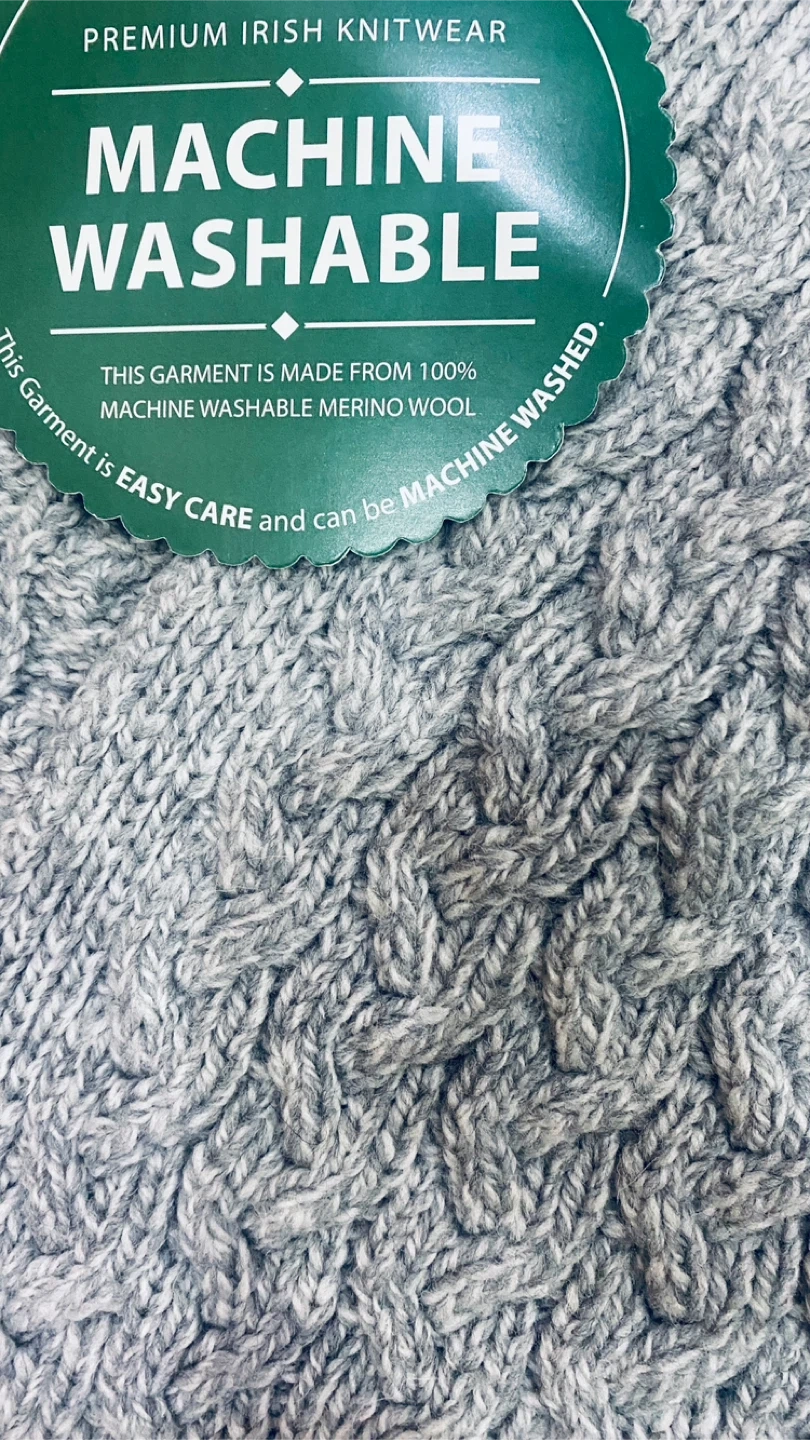 PREMIUM IRISH KNITWEAR
MACHINE
WASHABLE
THIS GARMENT IS MADE FROM 100%
MACHINE WASHABLE MERINO WOOL
This Garment is EASY CARE and can be MACHINE WASHED.